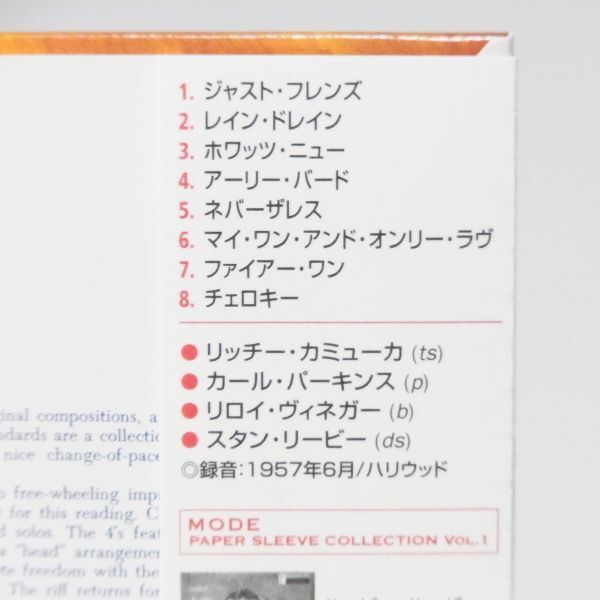 1. ジャスト・フレンズ
2. レイン・ドレイン
3. ホワッツ・ニュー
4. アーリー・バード
5. ネバーザレス
6. マイ・ワン・アンド・オンリー・ラヴ
7. ファイアー・ワン
8. チェロキー
● リッチー・カミューカ (ts)
● カール・パーキンス (p)
● リロイ・ヴィネガー (b)
● スタン・リービー (ds)
◎録音:1957年6月/ハリウッド
MODE
PAPER SLEEVE COLLECTION VOL.1
ginal compositions, a
ndards are a collectic
nice change-of-pace
free-wheeling imp
for this reading. C
d solos. The 4's feat
a "head" arrangemen
te freedom with the
The riff returns for